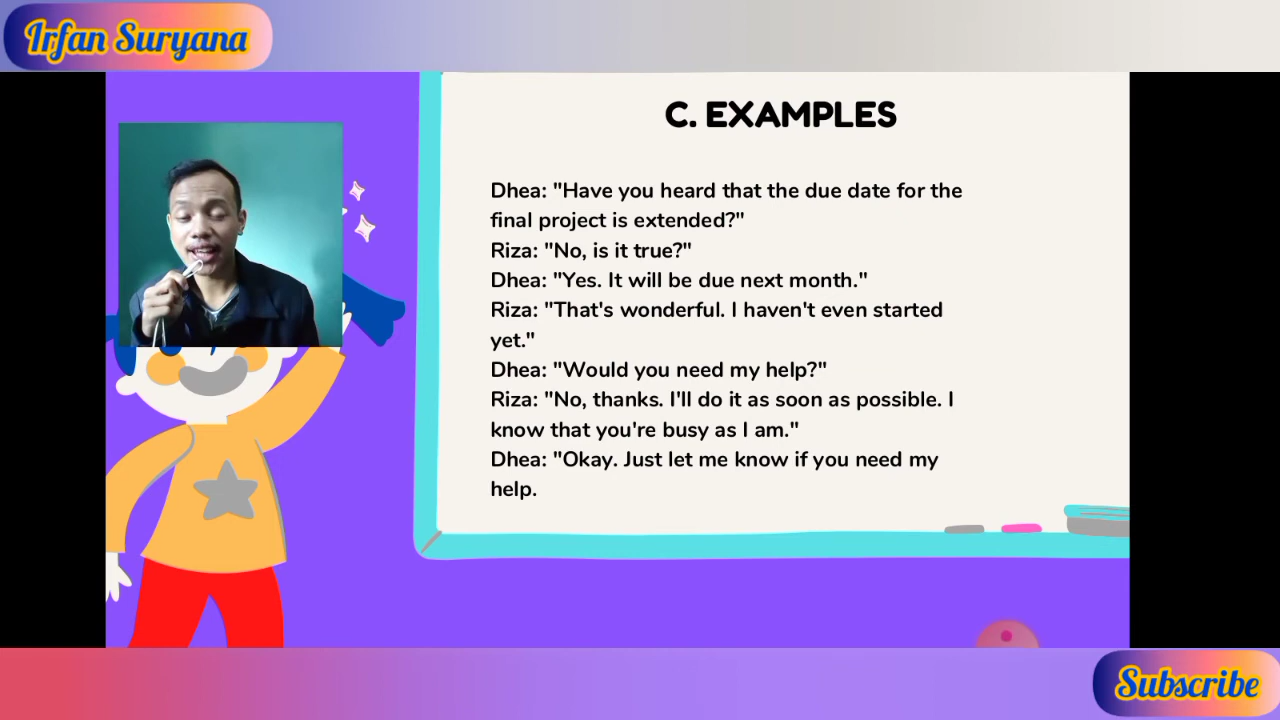 Irfan Suryana
C. EXAMPLES
Dhea: "Have you heard that the due date for the
final project is extended?"
Riza: "No, is it true?"
Dhea: "Yes. It will be due next month."
Riza: "That's wonderful. I haven't even started
yet."
Dhea: "Would you need my help?"
Riza: "No, thanks. I'll do it as soon as possible. I
know that you're busy as I am."
Dhea: "Okay. Just let me know if you need my
help.
Subscribe